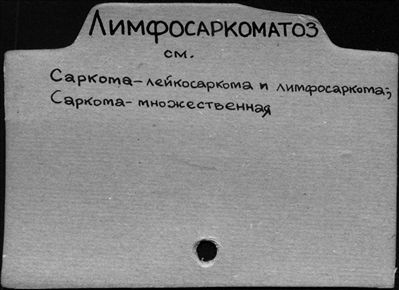 Лимфосаркоматоз
см.
Саркома-лейкосаркома и лимфосаркома;
Саркома-множественная